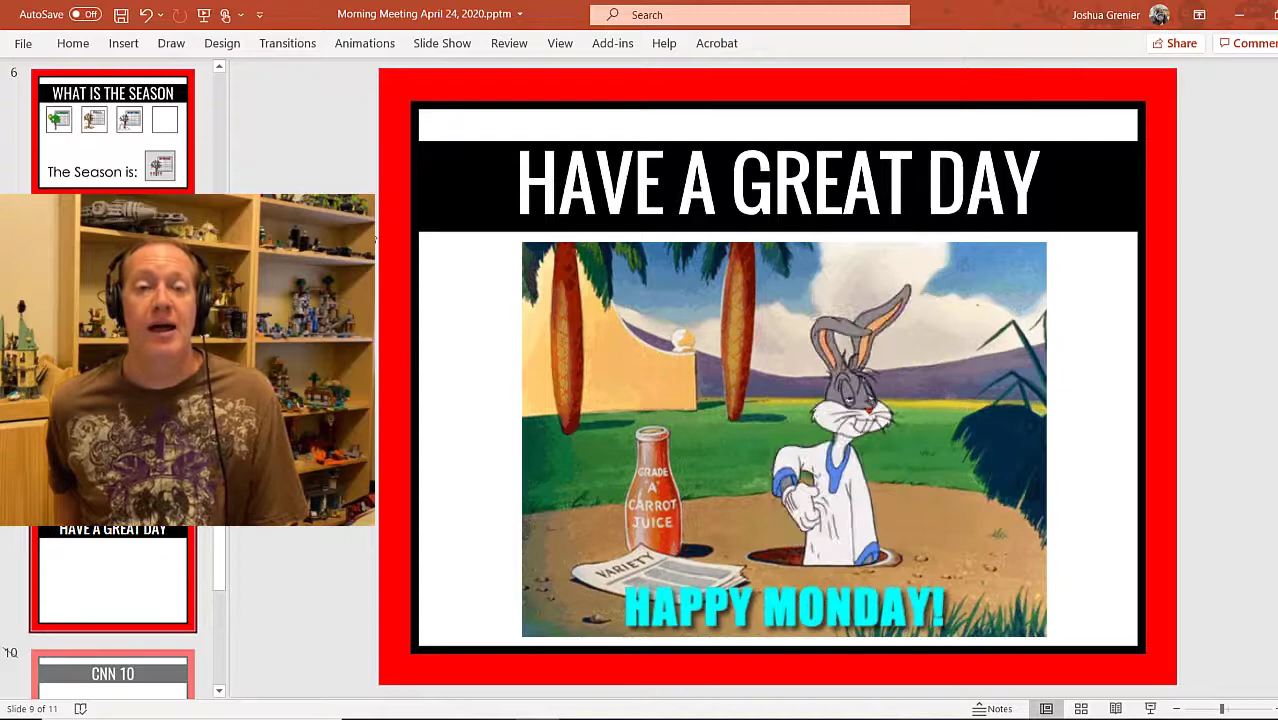 AutoSave Off
Morning Meeting April 24, 2020.pptm
Search
Joshua Grenier
File Home Insert Draw Design Transitions Animations Slide Show Review View Add-ins Help Acrobat
Share
Comme
6
WHAT IS THE SEASON
The Season is:
HAVE A GREAT DAY
10
CNN 10
HAVE A GREAT DAY
GRADE
"A"
CARROT
JUICE
VARIETY
HAPPY MONDAY!
Slide 9 of 11
Notes